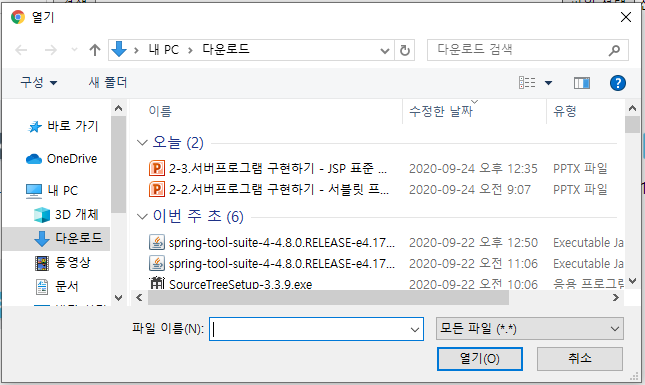 열기
내 PC > 다운로드
다운로드 검색
구성
새 폴더
이름
수정한 날짜
유형
바로 가기
OneDrive
내 PC
3D 개체
다운로드
동영상
문서
오늘 (2)
2-3.서버프로그램 구현하기 - JSP 표준 ... 2020-09-24 오후 12:35 PPTX 파일
2-2.서버프로그램 구현하기 - 서블릿 프... 2020-09-24 오전 9:07 PPTX 파일
이번 주 초 (6)
spring-tool-suite-4-4.8.0.RELEASE-e4.17... 2020-09-22 오후 12:50 Executable Ja
spring-tool-suite-4-4.8.0.RELEASE-e4.17... 2020-09-22 오전 11:06 Executable Ja
SourceTreeSetup-3.3.9.exe 2020-09-22 오전 10:06 응용 프로그
파일 이름(N):
모든 파일 (*.*)
열기(O)
취소